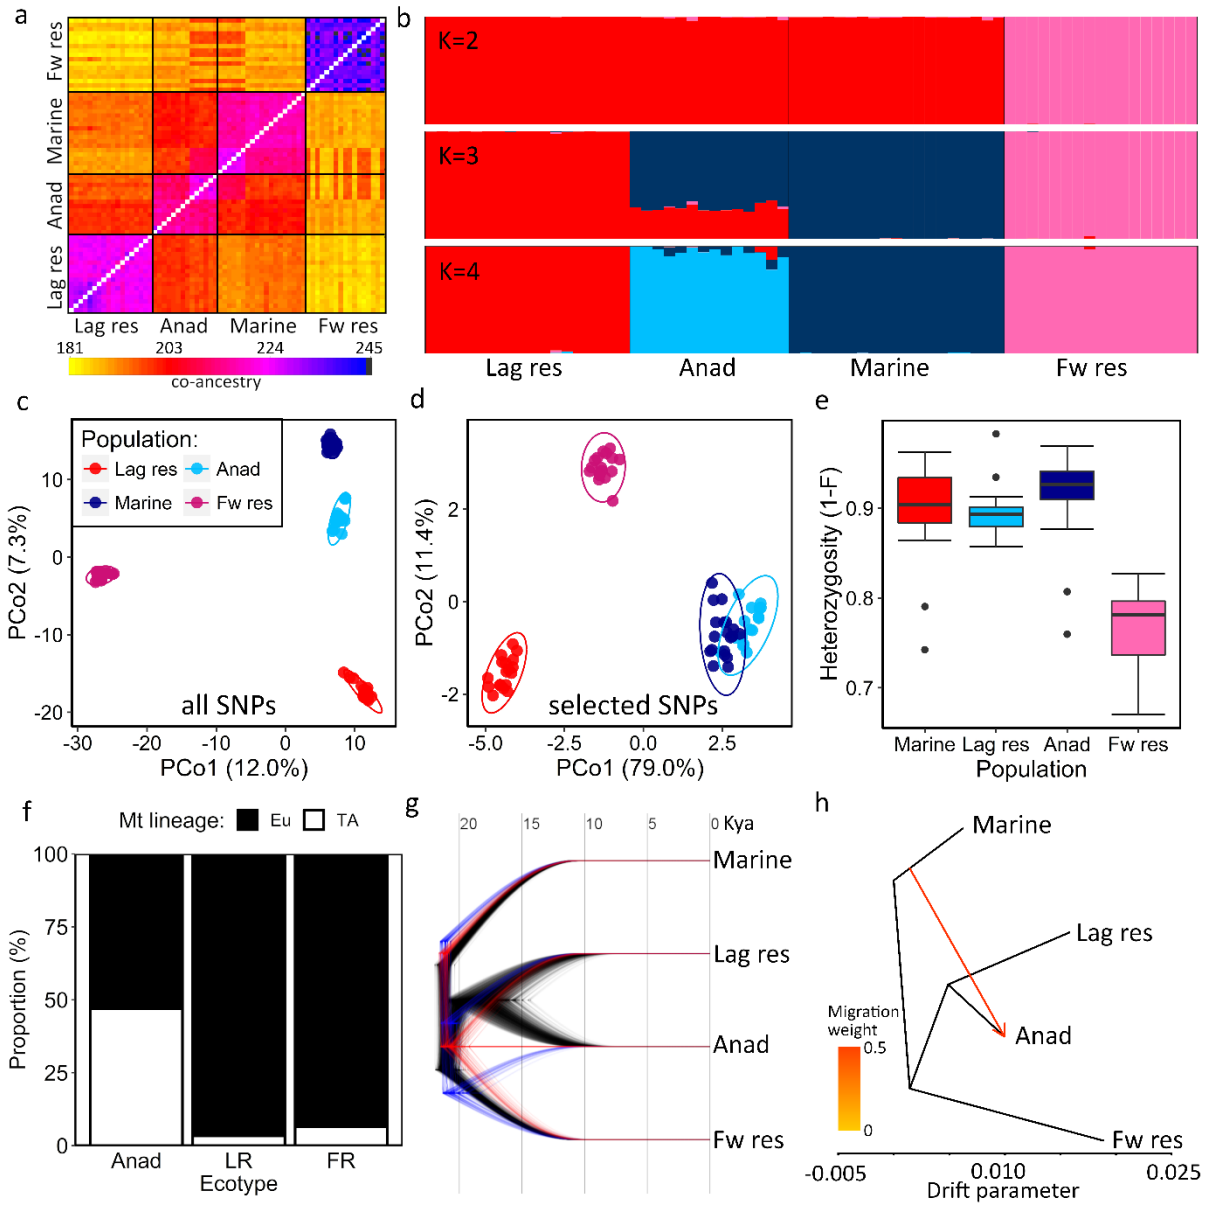 a
Fw res
Marine
Anad
Lag res
Lag res Anad Marine Fw res
181 203 224 245
co-ancestry
b
K=2
K=3
K=4
Lag res Anad Marine Fw res
c
Population:
Lag res Anad
Marine Fw res
10
0
-10
-20
PCo2 (7.3%)
all SNPs
-30 -20 -10 0 10
PCo1 (12.0%)
d
2
0
-2
PCo2 (11.4%)
selected SNPs
-5.0 -2.5 0 2.5
PCo1 (79.0%)
e
0.9
0.8
0.7
Heterozygosity (1-F)
Marine Lag res Anad Fw res
Population
f
Mt lineage: Eu TA
100
75
50
25
0
Proportion (%)
Anad LR FR
Ecotype
g
20 15 10 5 0 Kya
Marine
Lag res
Anad
Fw res
h
Marine
Lag res
Anad
Fw res
Migration
weight
0.5
0
-0.005 0.010 0.025
Drift parameter